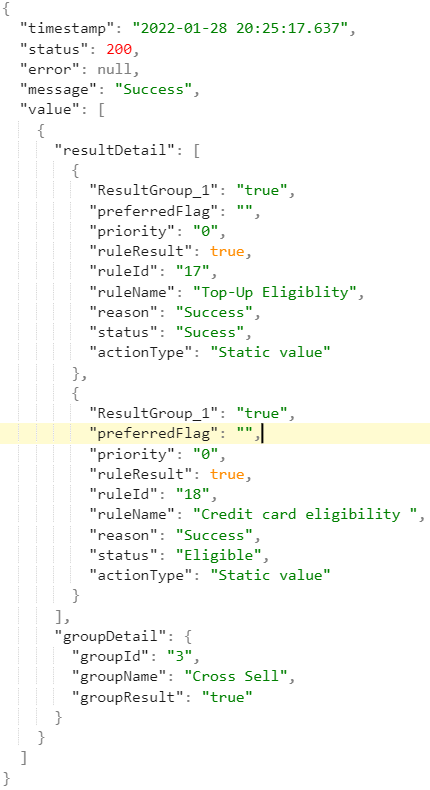 {
  "timestamp": "2022-01-28 20:25:17.637",
  "status": 200,
  "error": null,
  "message": "Success",
  "value": [
    {
      "resultDetail": [
        {
          "ResultGroup_1": "true",
          "preferredFlag": "",
          "priority": "0",
          "ruleResult": true,
          "ruleId": "17",
          "ruleName": "Top-Up Eligiblity",
          "reason": "Success",
          "status": "Sucess",
          "actionType": "Static value"
        },
        {
          "ResultGroup_1": "true",
          "preferredFlag": "",
          "priority": "0",
          "ruleResult": true,
          "ruleId": "18",
          "ruleName": "Credit card eligibility ",
          "reason": "Success",
          "status": "Eligible",
          "actionType": "Static value"
        }
      ],
      "groupDetail": {
        "groupId": "3",
        "groupName": "Cross Sell",
        "groupResult": "true"
      }
    }
  ]
}